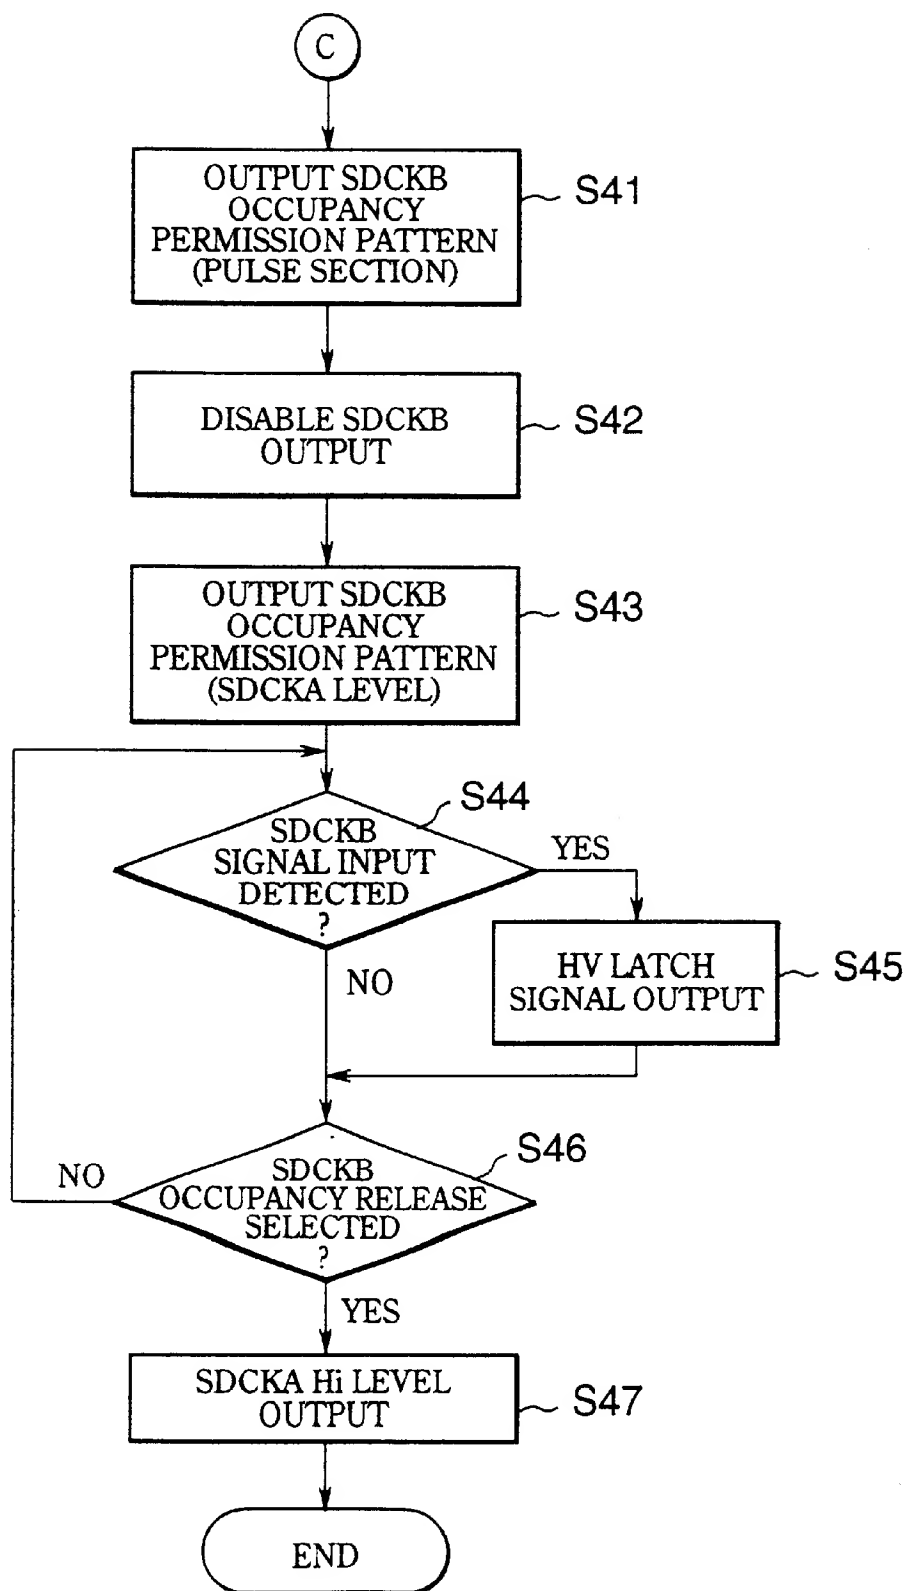 C
OUTPUT SDCKB
OCCUPANCY
PERMISSION PATTERN
(PULSE SECTION)
S41
DISABLE SDCKB
OUTPUT
S42
OUTPUT SDCKB
OCCUPANCY
PERMISSION PATTERN
(SDCKA LEVEL)
S43
S44
SDCKB
SIGNAL INPUT
DETECTED
?
YES
NO
HV LATCH
SIGNAL OUTPUT
S45
S46
SDCKB
OCCUPANCY RELEASE
SELECTED
?
NO
YES
SDCKA Hi LEVEL
OUTPUT
S47
END